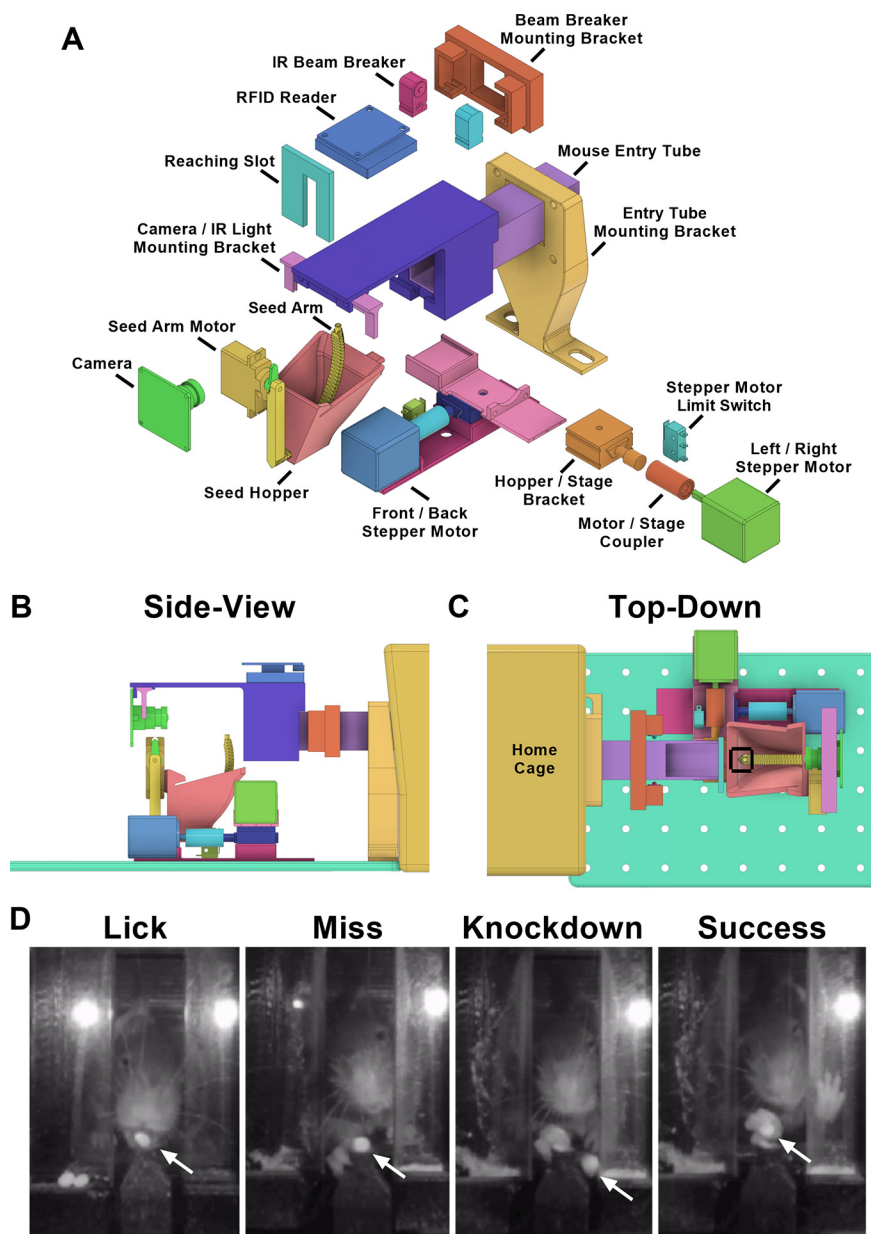 A
Beam Breaker
Mounting Bracket
IR Beam Breaker
RFID Reader
Reaching Slot
Mouse Entry Tube
Camera / IR Light
Mounting Bracket
Entry Tube
Mounting Bracket
Seed Arm
Seed Arm Motor
Camera
Stepper Motor
Limit Switch
Seed Hopper
Front / Back
Stepper Motor
Hopper / Stage
Bracket
Motor / Stage
Coupler
Left / Right
Stepper Motor
B
Side-View
C
Top-Down
Home
Cage
D
Lick
Miss
Knockdown
Success